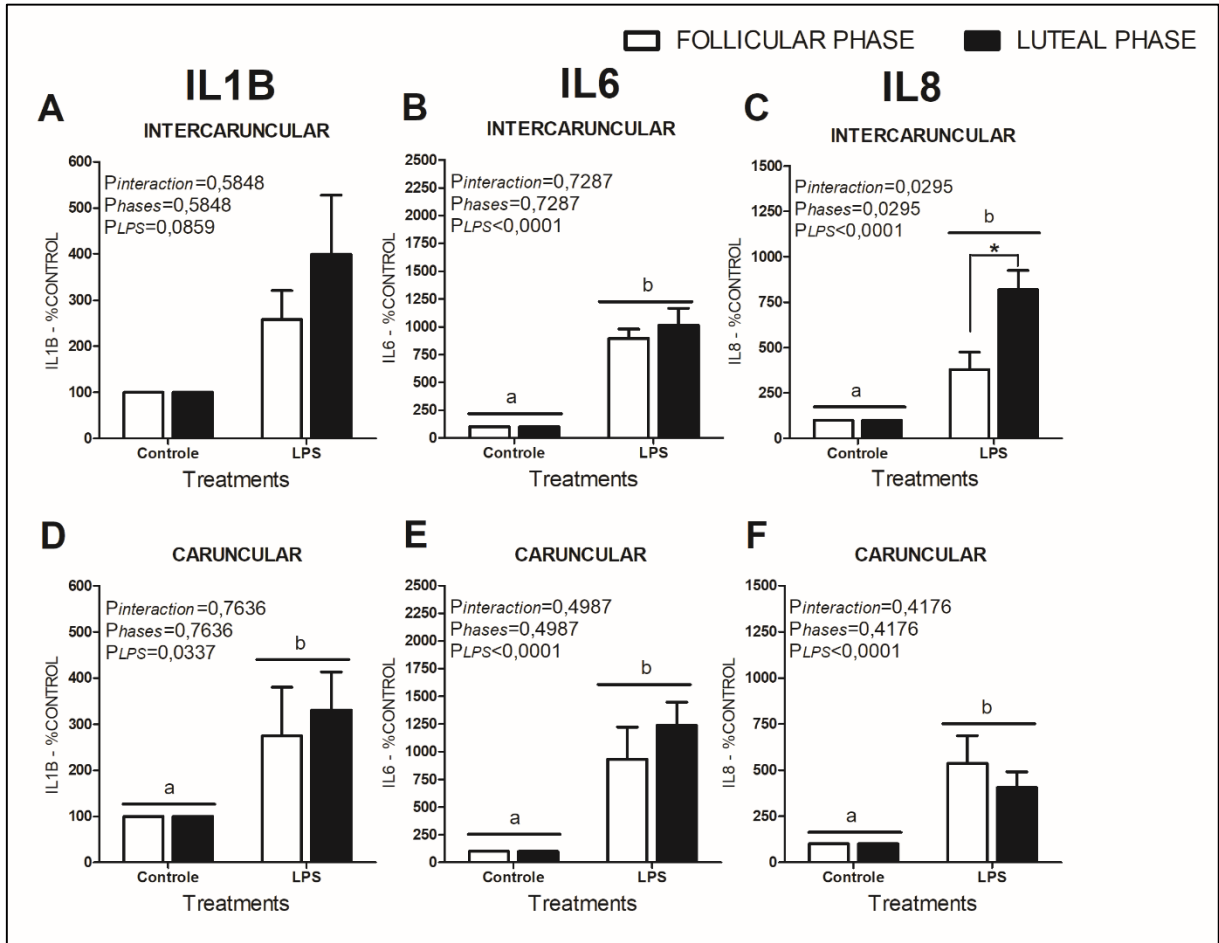 FOLLICULAR PHASE LUTEAL PHASE
IL1B
IL6
IL8
A
INTERCARUNCULAR
Pinteraction=0,5848
Phases=0,5848
PLPS=0,0859
IL1B - %CONTROL
600
500
400
300
200
100
0
Controle LPS
Treatments
B
INTERCARUNCULAR
Pinteraction=0,7287
Phases=0,7287
PLPS<0,0001
IL6 - %CONTROL
2500
2250
2000
1750
1500
1250
1000
750
500
250
0
a
b
Controle LPS
Treatments
C
INTERCARUNCULAR
Pinteraction=0,0295
Phases=0,0295
PLPS<0,0001
IL8 - %CONTROL
1500
1250
1000
750
500
250
0
a
b
*
Controle LPS
Treatments
D
CARUNCULAR
Pinteraction=0,7636
Phases=0,7636
PLPS=0,0337
IL1B - %CONTROL
600
500
400
300
200
100
0
a
b
Controle LPS
Treatments
E
CARUNCULAR
Pinteraction=0,4987
Phases=0,4987
PLPS<0,0001
IL6 - %CONTROL
2500
2250
2000
1750
1500
1250
1000
750
500
250
0
a
b
Controle LPS
Treatments
F
CARUNCULAR
Pinteraction=0,4176
Phases=0,4176
PLPS<0,0001
IL8 - %CONTROL
1500
1250
1000
750
500
250
0
a
b
Controle LPS
Treatments